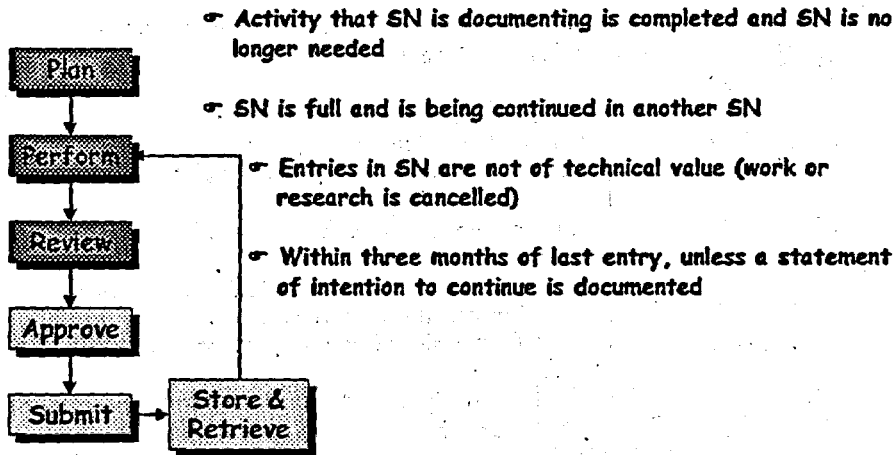 ☞ Activity that SN is documenting is completed and SN is no
longer needed
☞ SN is full and is being continued in another SN
☞ Entries in SN are not of technical value (work or
research is cancelled)
☞ Within three months of last entry, unless a statement
of intention to continue is documented
Plan
Perform
Review
Approve
Submit
Store &
Retrieve